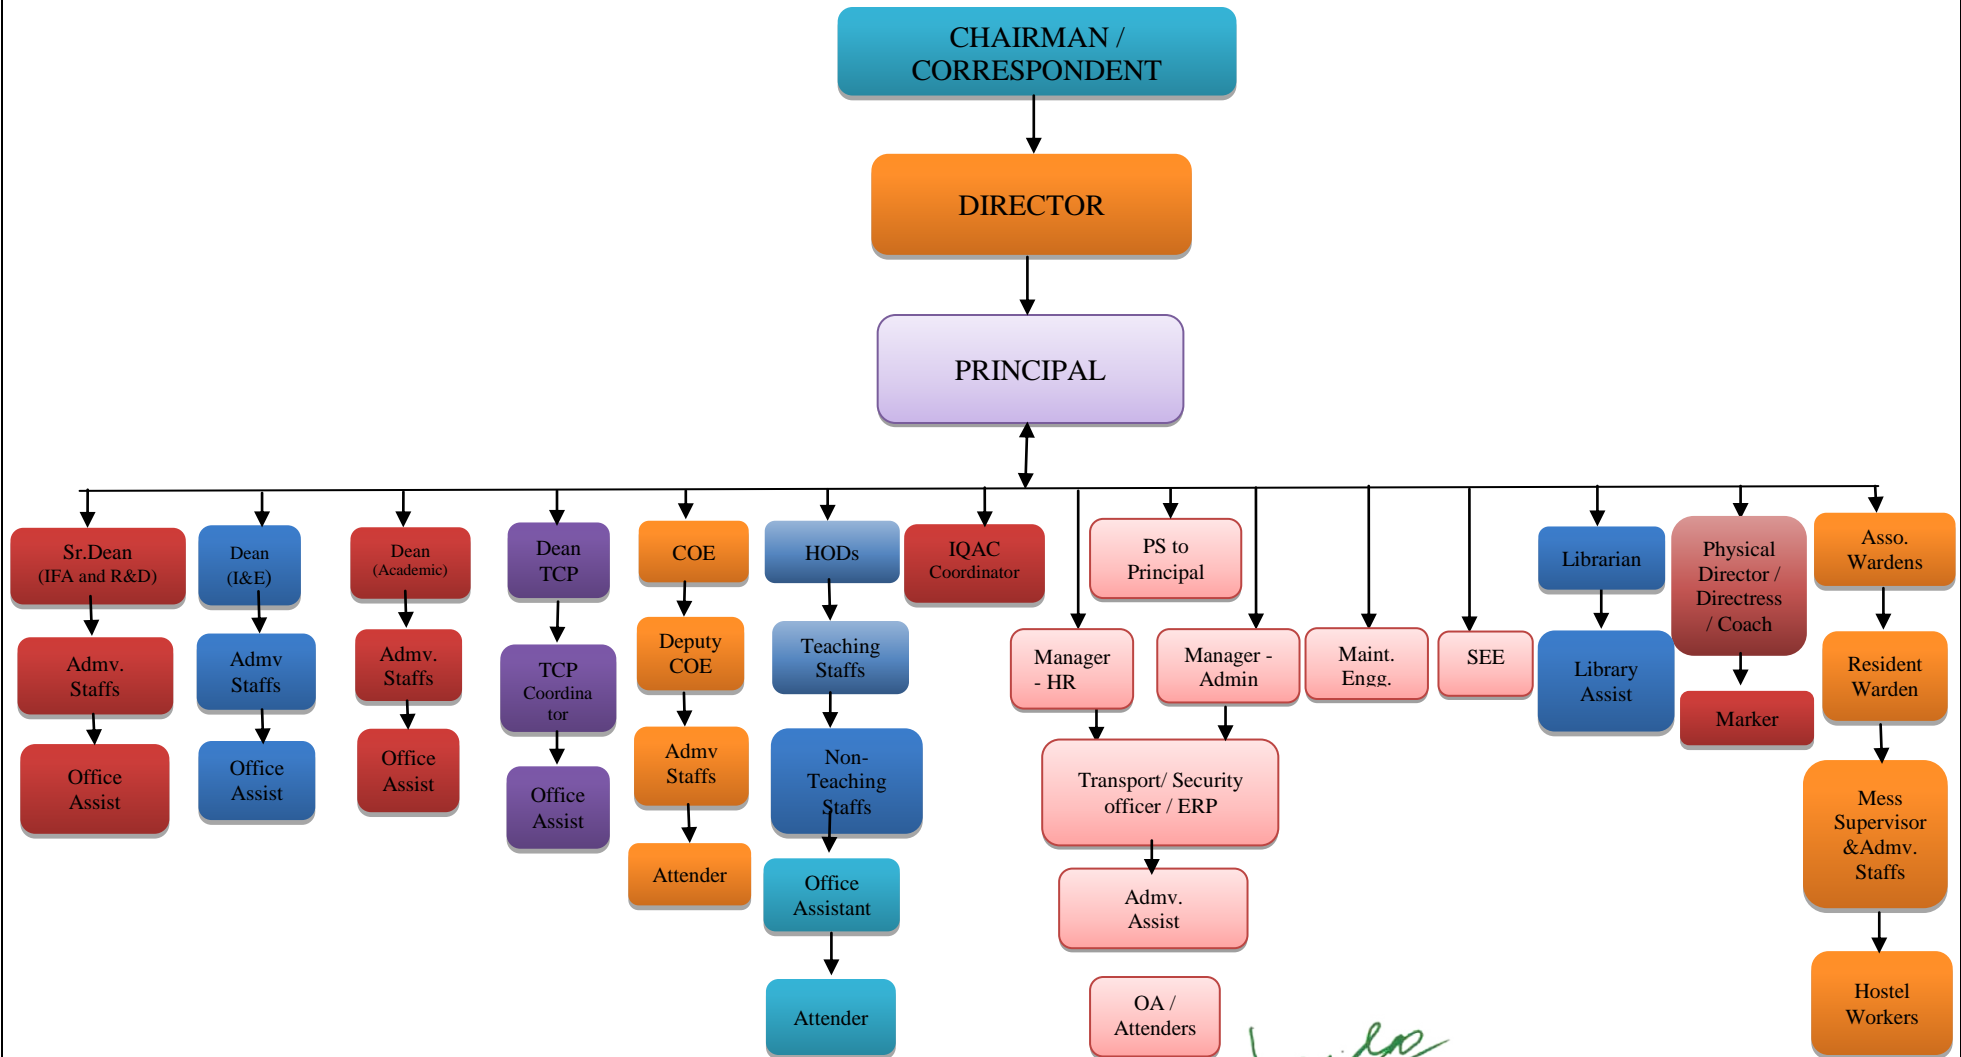 CHAIRMAN /
CORRESPONDENT
DIRECTOR
PRINCIPAL
Sr.Dean
(IFA and R&D)
Admv.
Staffs
Office
Assist
Dean
(I&E)
Admv
Staffs
Office
Assist
Dean
(Academic)
Admv.
Staffs
Office
Assist
Dean
TCP
TCP
Coordina
tor
Office
Assist
COE
Deputy
COE
Admv
Staffs
Attender
HODs
Teaching
Staffs
Non-
Teaching
Staffs
Office
Assistant
Attender
IQAC
Coordinator
PS to
Principal
Manager
- HR
Manager -
Admin
Transport/ Security
officer / ERP
Admv.
Assist
OA /
Attenders
Maint.
Engg.
SEE
Librarian
Library
Assist
Physical
Director /
Directress
/ Coach
Marker
Asso.
Wardens
Resident
Warden
Mess
Supervisor
&Admv.
Staffs
Hostel
Workers